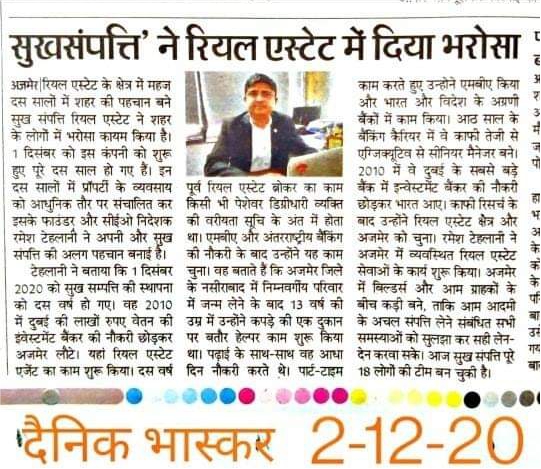 सुखसंपत्ति' ने रियल एस्टेट में दिया भरोसा
अजमेर|रियल एस्टेट के क्षेत्र में महज
दस सालों में शहर की पहचान बने
सुख संपत्ति रियल एस्टेट ने शहर
के लोगों में भरोसा कायम किया है।
1 दिसंबर को इस कंपनी को शुरू
हुए पूरे दस साल हो गए हैं। इन
दस सालों में प्रॉपर्टी के व्यवसाय
को आधुनिक तौर पर संचालित कर
इसके फाउंडर और सीईओ निदेशक
रमेश टेहलानी ने अपनी और सुख
संपत्ति की अलग पहचान बनाई है।
टेहलानी ने बताया कि 1 दिसंबर
2020 को सुख सम्पत्ति की स्थापना
को दस वर्ष हो गए। वह 2010
में दुबई की लाखों रुपए वेतन की
इंवेस्टमेंट बैंकर की नौकरी छोड़कर
अजमेर लौटे। यहां रियल एस्टेट
एजेंट का काम शुरू किया। दस वर्ष
पूर्व रियल एस्टेट ब्रोकर का काम
किसी भी पेशेवर डिग्रीधारी व्यक्ति
की वरीयता सूचि के अंत में होता
था। एमबीए और अंतरराष्ट्रीय बैंकिंग
की नौकरी के बाद उन्होंने यह काम
चुना। वह बताते हैं कि अजमेर जिले
के नसीराबाद में निम्नवर्गीय परिवार
में जन्म लेने के बाद 13 वर्ष की
उम्र में उन्होंने कपड़े की एक दुकान
पर बतौर हेल्पर काम शुरू किया
था। पढ़ाई के साथ-साथ वह आधा
दिन नौकरी करते थे। पार्ट-टाइम
काम करते हुए उन्होंने एमबीए किया
और भारत और विदेश के अग्रणी
बैंकों में काम किया। आठ साल के
बैंकिंग कैरियर में वे काफी तेजी से
एग्जिक्यूटिव से सीनियर मैनेजर बने।
2010 में वे दुबई के सबसे बड़े
बैंक में इन्वेस्टमेंट बैंकर की नौकरी
छोड़कर भारत आए। काफी रिसर्च के
बाद उन्होंने रियल एस्टेट क्षेत्र और
अजमेर को चुना। रमेश टेहलानी ने
अजमेर में व्यवस्थित रियल एस्टेट
सेवाओं के कार्य शुरू किया। अजमेर
में बिल्डर्स और आम ग्राहकों के
बीच कड़ी बने, ताकि आम आदमी
के अचल संपत्ति लेने संबंधित सभी
समस्याओं को सुलझा कर सही लेन-
देन करवा सके। आज सुख संपत्ति पूरे
18 लोगों की टीम बन चुकी है।
दैनिक भास्कर 2-12-20